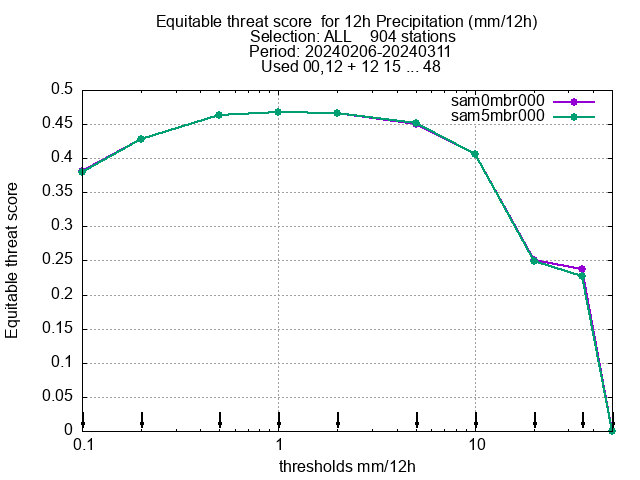 Equitable threat score  for 12h Precipitation (mm/12h)
Selection: ALL    904 stations
Period: 20240206-20240311
Used 00,12 + 12 15 ... 48
sam0mbr000
sam5mbr000
Equitable threat score
0.5
0.45
0.4
0.35
0.3
0.25
0.2
0.15
0.1
0.05
0
0.1 1 10
thresholds mm/12h